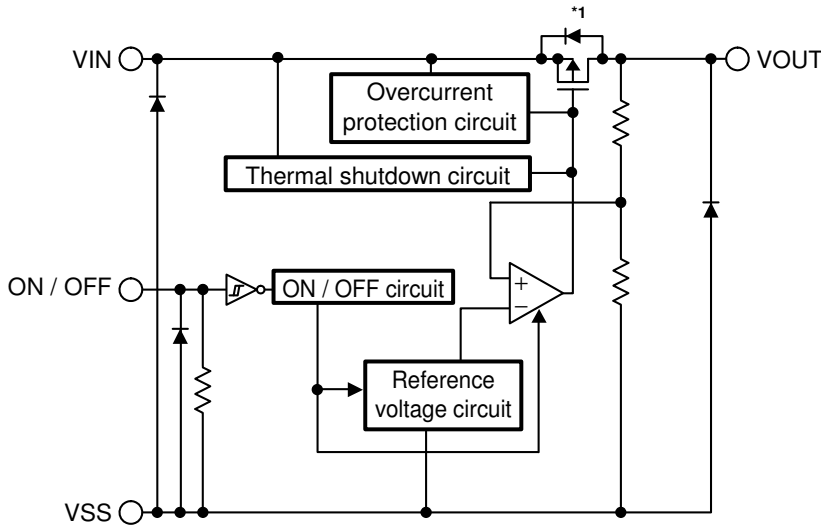 *1
VIN
VOUT
Overcurrent
protection circuit
Thermal shutdown circuit
ON / OFF
ON / OFF circuit
+
−
Reference
voltage circuit
VSS